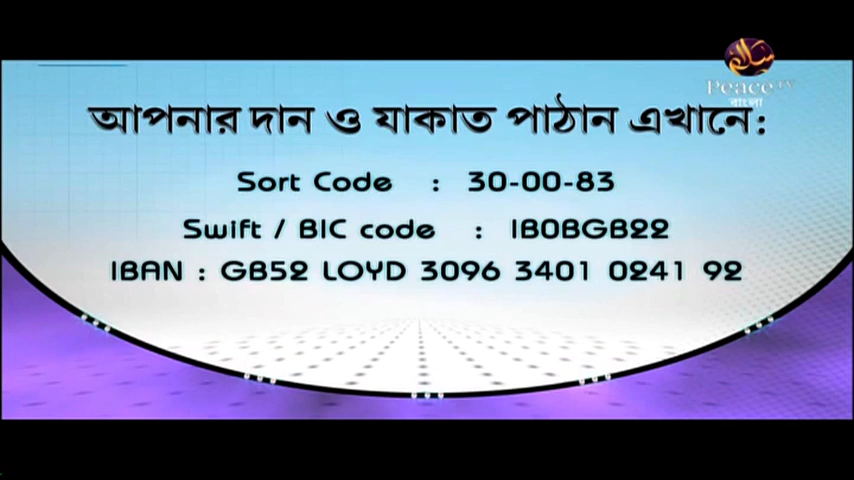 Peace TV
বাংলা
আপনার দান ও যাকাত পাঠান এখানে:
Sort Code : 30-00-83
Swift / BIC code : IBOBGB22
IBAN : GB52 LOYD 3096 3401 0241 92